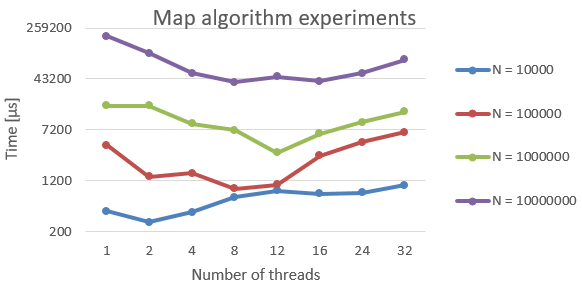 Map algorithm experiments
259200
43200
7200
1200
200
Time [µs]
1 2 4 8 12 16 24 32
Number of threads
N = 10000
N = 100000
N = 1000000
N = 10000000